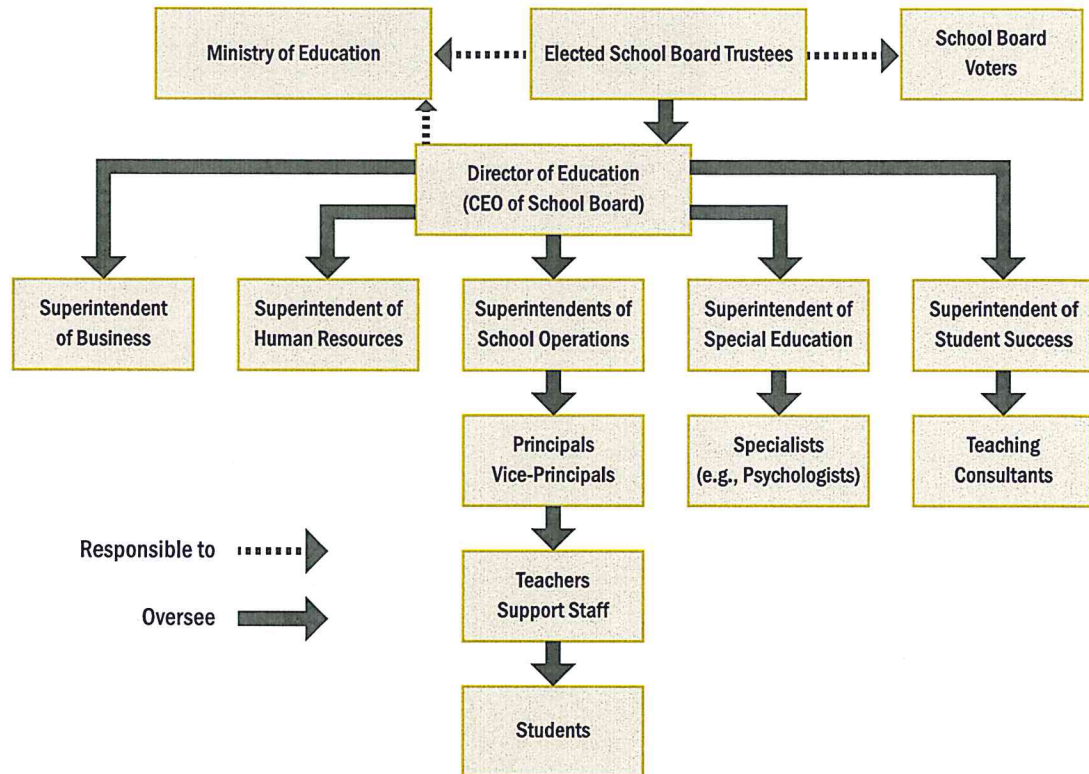 Ministry of Education
Elected School Board Trustees
School Board
Voters
Director of Education
(CEO of School Board)
Superintendent
of Business
Superintendent of
Human Resources
Superintendents of
School Operations
Superintendent of
Special Education
Superintendent of
Student Success
Principals
Vice-Principals
Specialists
(e.g., Psychologists)
Teaching
Consultants
Responsible to
Oversee
Teachers
Support Staff
Students